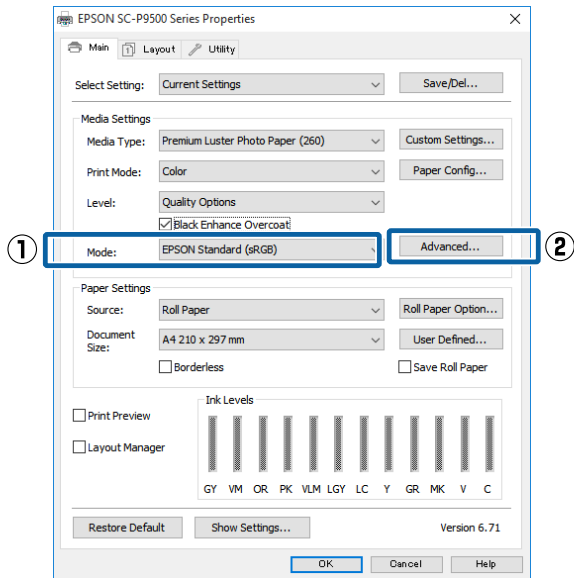 EPSON SC-P9500 Series Properties
Main Layout Utility
Select Setting: Current Settings Save/Del...
Media Settings
Media Type: Premium Luster Photo Paper (260) Custom Settings...
Print Mode: Color Paper Config...
Level: Quality Options
Black Enhance Overcoat
① Mode: EPSON Standard (sRGB) Advanced... ②
Paper Settings
Source: Roll Paper Roll Paper Option...
Document Size: A4 210 x 297 mm User Defined...
Borderless Save Roll Paper
Ink Levels
Print Preview
Layout Manager
GY VM OR PK VLM LGY LC Y GR MK V C
Restore Default Show Settings... Version 6.71
OK Cancel Help